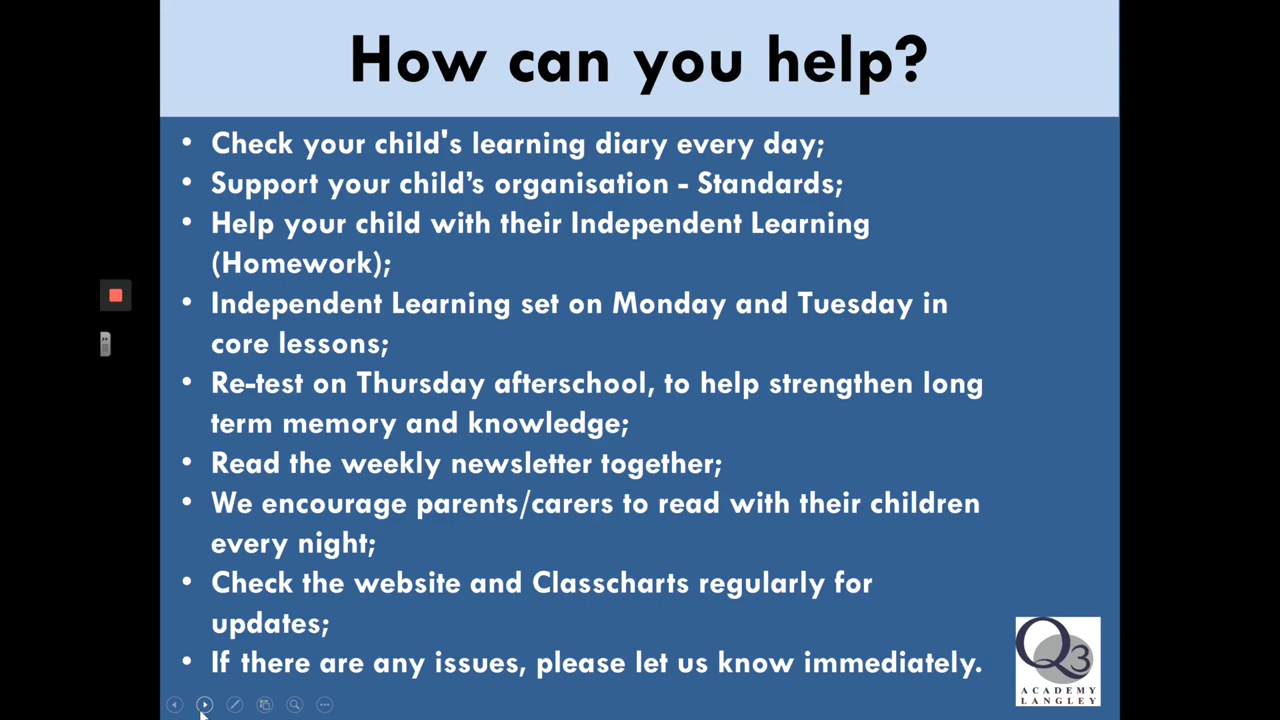 How can you help?
• Check your child's learning diary every day;
• Support your child’s organisation - Standards;
• Help your child with their Independent Learning
(Homework);
• Independent Learning set on Monday and Tuesday in
core lessons;
• Re-test on Thursday afterschool, to help strengthen long
term memory and knowledge;
• Read the weekly newsletter together;
• We encourage parents/carers to read with their children
every night;
• Check the website and Classcharts regularly for
updates;
• If there are any issues, please let us know immediately.
Q3
ACADEMY
LANGLEY